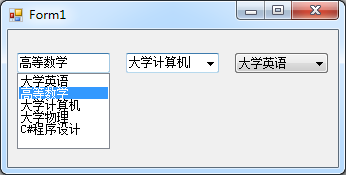 Form1
高等数学 大学计算机 大学英语
大学英语
高等数学
大学计算机
大学物理
C#程序设计